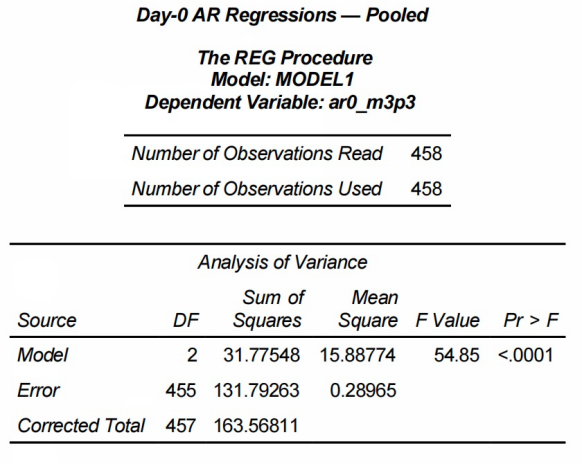 Day-0 AR Regressions — Pooled
The REG Procedure
Model: MODEL1
Dependent Variable: ar0_m3p3
Number of Observations Read 458
Number of Observations Used 458
Analysis of Variance
Source DF Sum of Squares Mean Square F Value Pr > F
Model 2 31.77548 15.88774 54.85 <.0001
Error 455 131.79263 0.28965
Corrected Total 457 163.56811